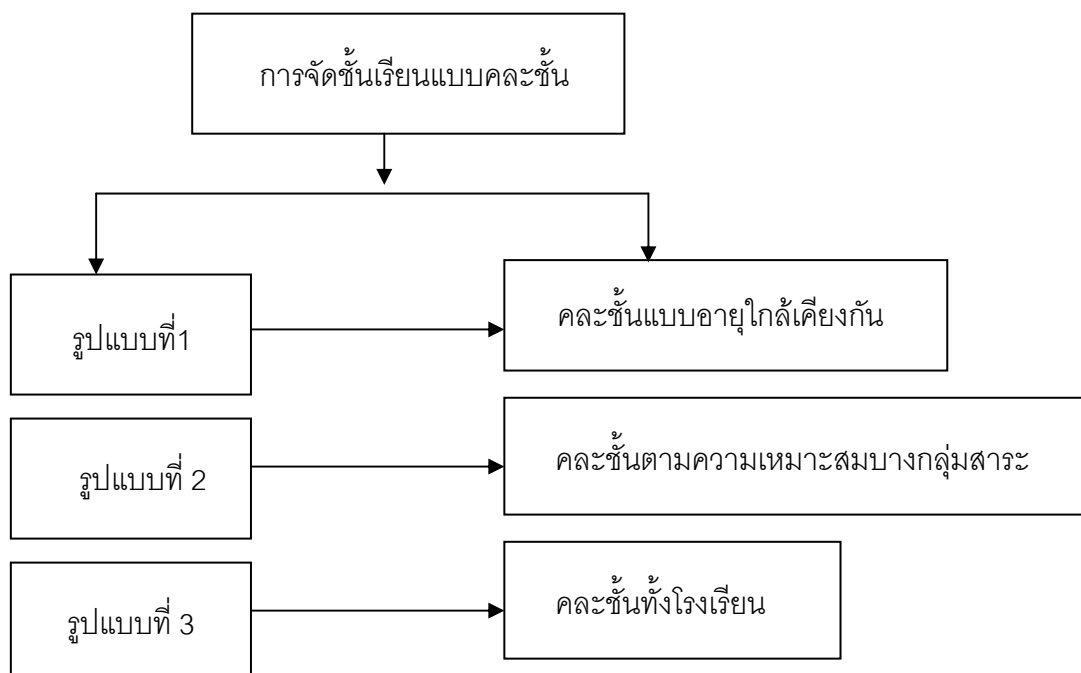 การจัดชั้นเรียนแบบคละชั้น
รูปแบบที่1
คละชั้นแบบอายุใกล้เคียงกัน
รูปแบบที่ 2
คละชั้นตามความเหมาะสมบางกลุ่มสาระ
รูปแบบที่ 3
คละชั้นทั้งโรงเรียน